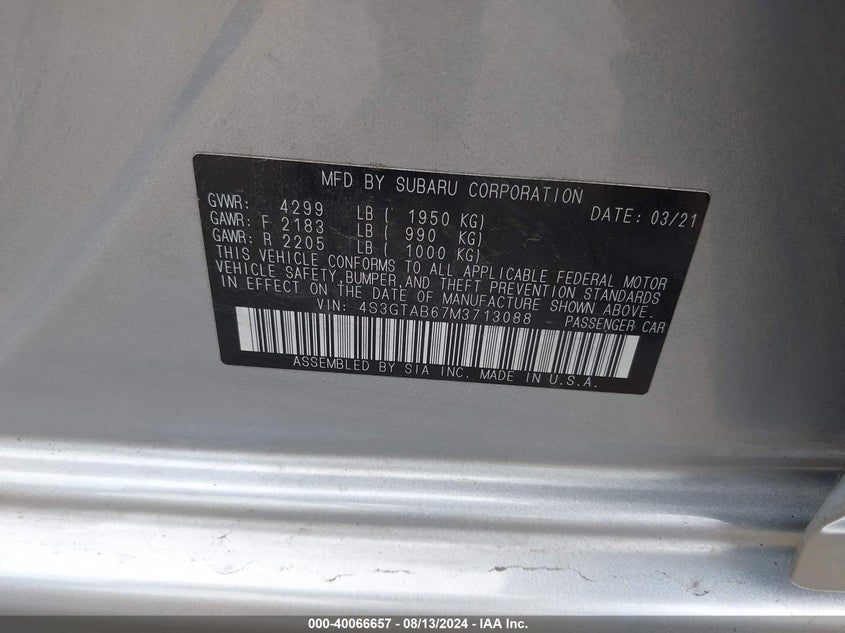 MFD BY SUBARU CORPORATION
GVWR: 4299 LB ( 1950 KG) DATE: 03/21
GAWR: F 2183 LB ( 990 KG)
GAWR: R 2205 LB ( 1000 KG)
THIS VEHICLE CONFORMS TO ALL APPLICABLE FEDERAL MOTOR
VEHICLE SAFETY, BUMPER, AND THEFT PREVENTION STANDARDS
IN EFFECT ON THE DATE OF MANUFACTURE SHOWN ABOVE.
VIN: 4S3GTAB67M3713088 PASSENGER CAR
ASSEMBLED BY SIA INC. MADE IN U.S.A.
000-40066657 - 08/13/2024 - IAA Inc.